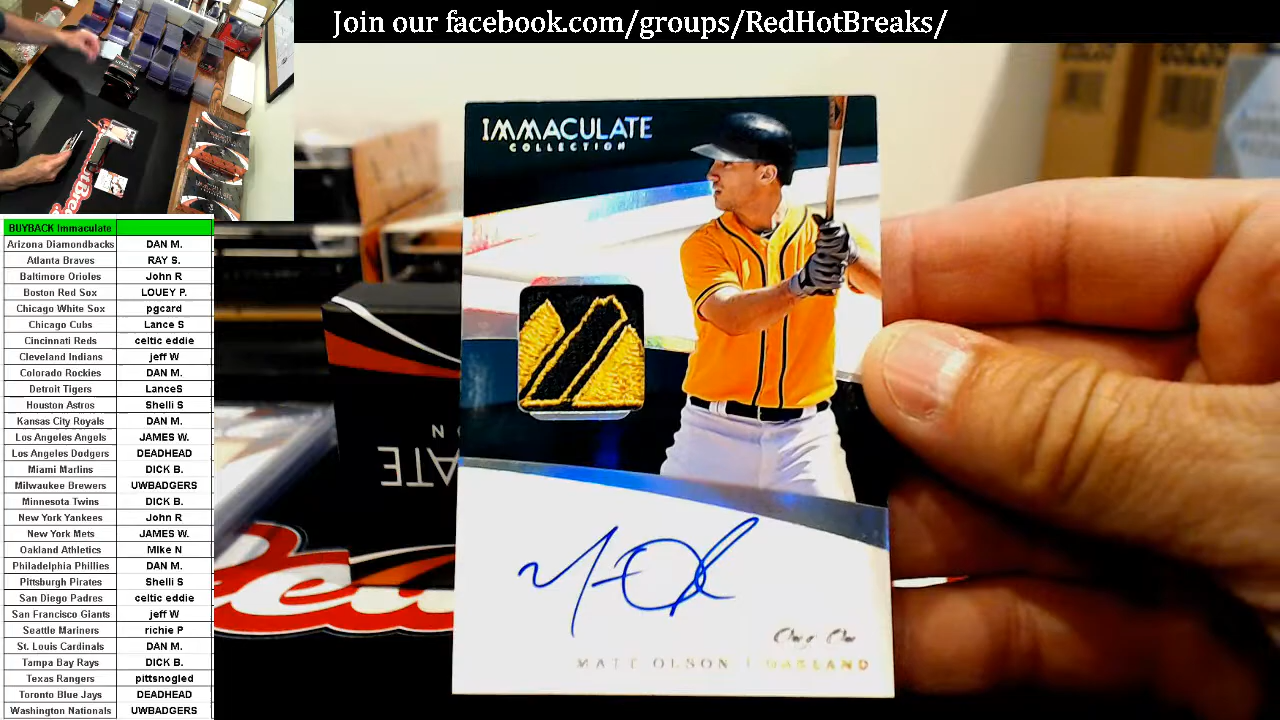 Join our facebook.com/groups/RedHotBreaks/
BUYBACK Immaculate
Arizona Diamondbacks DAN M.
Atlanta Braves RAY S.
Baltimore Orioles John R
Boston Red Sox LOUEY P.
Chicago White Sox pgcard
Chicago Cubs Lance S
Cincinnati Reds celtic eddie
Cleveland Indians jeff W
Colorado Rockies DAN M.
Detroit Tigers LanceS
Houston Astros Shelli S
Kansas City Royals DAN M.
Los Angeles Angels JAMES W.
Los Angeles Dodgers DEADHEAD
Miami Marlins DICK B.
Milwaukee Brewers UWBADGERS
Minnesota Twins DICK B.
New York Yankees John R
New York Mets JAMES W.
Oakland Athletics Mike N
Philadelphia Phillies DAN M.
Pittsburgh Pirates Shelli S
San Diego Padres celtic eddie
San Francisco Giants jeff W
Seattle Mariners richie P
St. Louis Cardinals DAN M.
Tampa Bay Rays DICK B.
Texas Rangers pittsnogled
Toronto Blue Jays DEADHEAD
Washington Nationals UWBADGERS
IMMACULATE
COLLECTION
MATT OLSON | OAKLAND